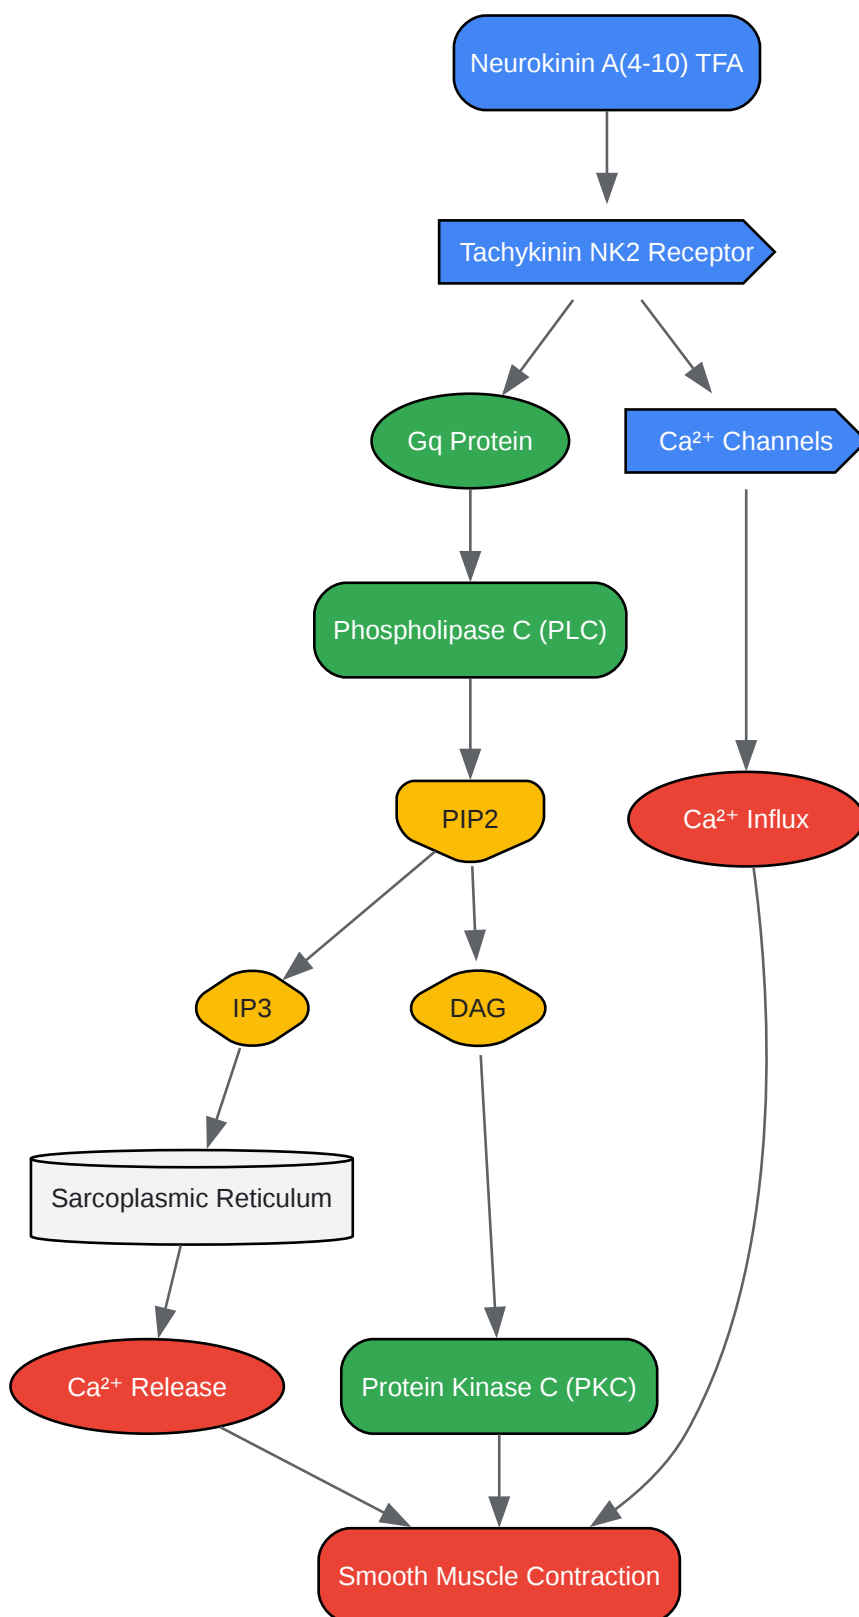 Neurokinin A(4-10) TFA
Tachykinin NK2 Receptor
Gq Protein
Ca²⁺ Channels
Phospholipase C (PLC)
PIP2
Ca²⁺ Influx
IP3
DAG
Sarcoplasmic Reticulum
Ca²⁺ Release
Protein Kinase C (PKC)
Smooth Muscle Contraction